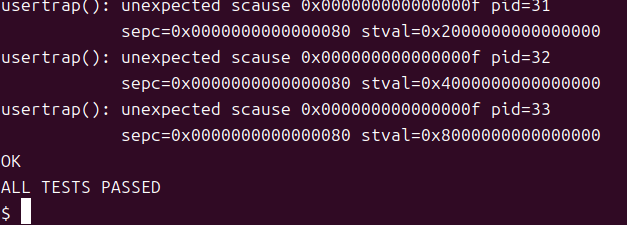 usertrap(): unexpected scause 0x000000000000000f pid=31
sepc=0x0000000000000080 stval=0x2000000000000000
usertrap(): unexpected scause 0x000000000000000f pid=32
sepc=0x0000000000000080 stval=0x4000000000000000
usertrap(): unexpected scause 0x000000000000000f pid=33
sepc=0x0000000000000080 stval=0x8000000000000000
OK
ALL TESTS PASSED
$